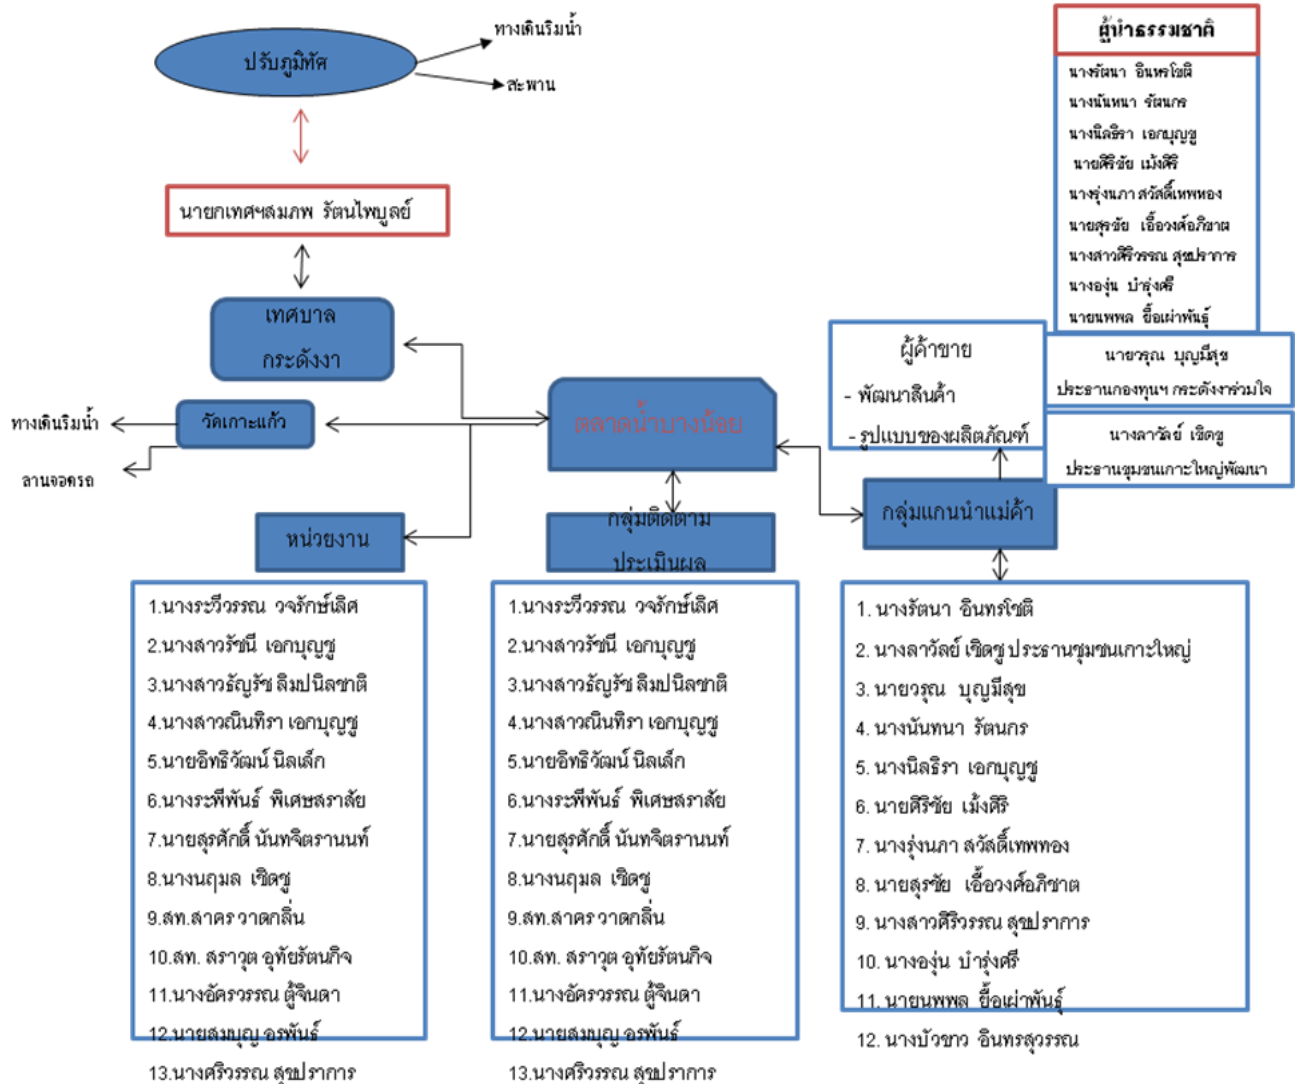 ทางเดินริมน้ำ
ปรับภูมิทัศ
สะพาน
นายกเทศฯสมภพ รัตนไพบูลย์
เทศบาล
กระดังงา
วัดเกาะแก้ว
ทางเดินริมน้ำ
ลานจอดรถ
หน่วยงาน
ตลาดน้ำบางน้อย
กลุ่มติดตาม
ประเมินผล
ผู้ค้าขาย
- พัฒนาสินค้า
- รูปแบบของผลิตภัณฑ์
กลุ่มแกนนำแม่ค้า
ผู้นำธรรมชาติ
นางรัตนา อินทรโชติ
นางนันทนา รัตนกร
นางนิลธิรา เอกบุญชู
นายศิริชัย เม้งศิริ
นางรุ่งนภา สวัสดิ์เทพทอง
นายสุรชัย เอื้อวงศ์อภิชาต
นางสาวศิริวรรณ สุขปราการ
นางองุ่น บำรุงศรี
นายนพพล ยื้อเผ่าพันธุ์
นายวรุณ บุญมีสุข
ประธานกองทุนฯ กระดังงาร่วมใจ
นางลาวัลย์ เชิดชู
ประธานชุมชนเกาะใหญ่พัฒนา
1.นางระวีวรรณ วจรักษ์เลิศ
2.นางสาวรัชนี เอกบุญชู
3.นางสาวธัญรัช ลิมปนิลชาติ
4.นางสาวณินทิรา เอกบุญชู
5.นายอิทธิวัฒน์ นิลเล็ก
6.นางระพีพันธ์ พิเศษสราสัย
7.นายสุรศักดิ์ นันทจิตรานนท์
8.นางนฤมล เชิดชู
9.สท.สาคร วาดกลิ่น
10.สท. สราวุต อุทัยรัตนกิจ
11.นางอัครวรรณ ตู้จินดา
12.นายสมบุญ อรพันธ์
13.นางศรีวรรณ สุขปราการ
1.นางระวีวรรณ วจรักษ์เลิศ
2.นางสาวรัชนี เอกบุญชู
3.นางสาวธัญรัช ลิมปนิลชาติ
4.นางสาวณินทิรา เอกบุญชู
5.นายอิทธิวัฒน์ นิลเล็ก
6.นางระพีพันธ์ พิเศษสราสัย
7.นายสุรศักดิ์ นันทจิตรานนท์
8.นางนฤมล เชิดชู
9.สท.สาคร วาดกลิ่น
10.สท. สราวุต อุทัยรัตนกิจ
11.นางอัครวรรณ ตู้จินดา
12.นายสมบุญ อรพันธ์
13.นางศรีวรรณ สุขปราการ
1. นางรัตนา อินทรโชติ
2. นางลาวัลย์ เชิดชู ประธานชุมชนเกาะใหญ่
3. นายวรุณ บุญมีสุข
4. นางนันทนา รัตนกร
5. นางนิลธิรา เอกบุญชู
6. นายศิริชัย เม้งศิริ
7. นางรุ่งนภา สวัสดิ์เทพทอง
8. นายสุรชัย เอื้อวงศ์อภิชาต
9. นางสาวศิริวรรณ สุขปราการ
10. นางองุ่น บำรุงศรี
11. นายนพพล ยื้อเผ่าพันธุ์
12. นางบัวขาว อินทรสุวรรณ